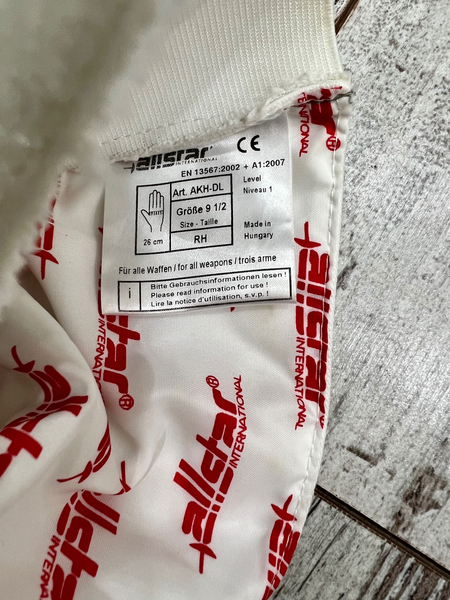 allstar
INTERNATIONAL
CE
EN 13567:2002 + A1:2007
Art. AKH-DL
Level
Niveau 1
Größe 9 1/2
Size - Taille
RH
26 cm
Made in
Hungary
Für alle Waffen / for all weapons / trois arme
i
Bitte Gebrauchsinformationen lesen !
Please read information for use !
Lire la notice d'utilisation, s.v.p. !
allstar®
INTERNATIONAL
allstar®
INTERNATIONAL
allstar®
allstar®
INTERNATIONAL
allstar